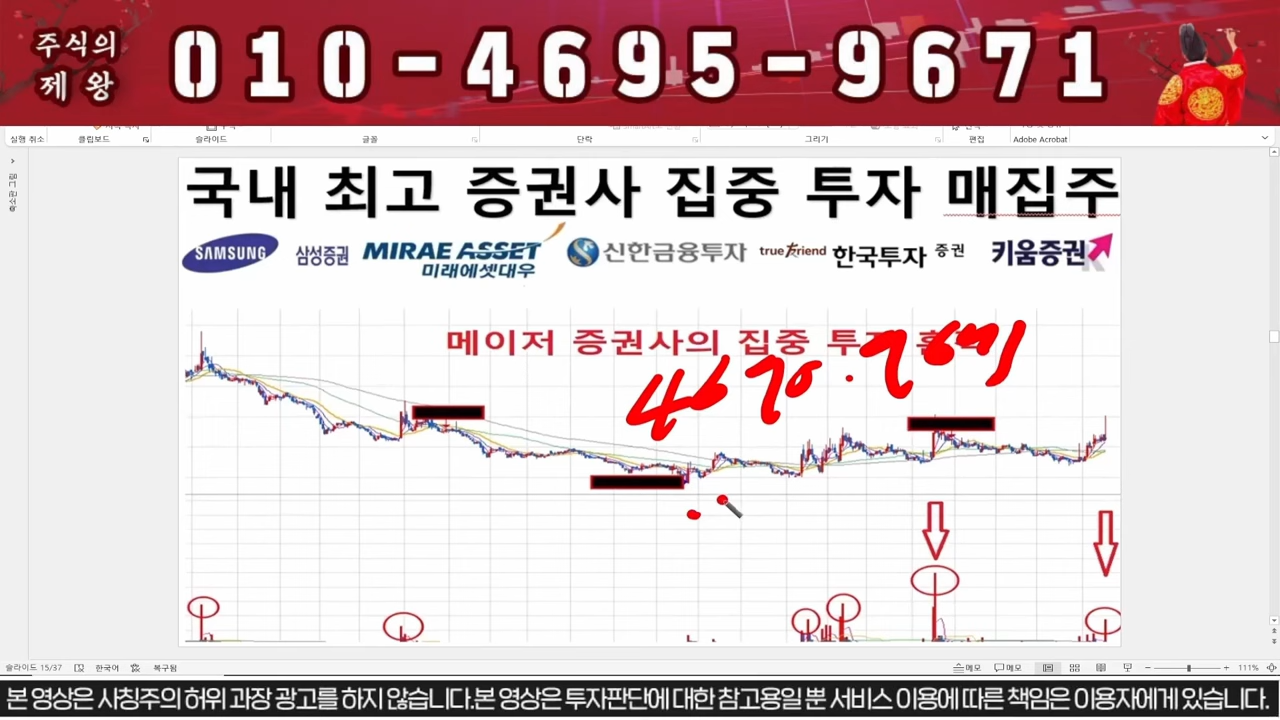 주식의
제 왕
010-4695-9671
실행 취소
클립보드
슬라이드
글꼴
단락
그리기
편집
Adobe Acrobat
국내 최고 증권사 집중 투자 매집주
SAMSUNG 삼성증권
MIRAE ASSET
미래에셋대우
신한금융투자
true friend 한국투자 증권
키움증권
메이저 증권사의 집중
4670.
슬라이드 15/37
한국어
복구됨
메모
메모
111%
본 영상은 사칭주의 허위 과장 광고를 하지 않습니다.본 영상은 투자판단에 대한 참고용일 뿐 서비스 이용에 따른 책임은 이용자에게 있습니다.